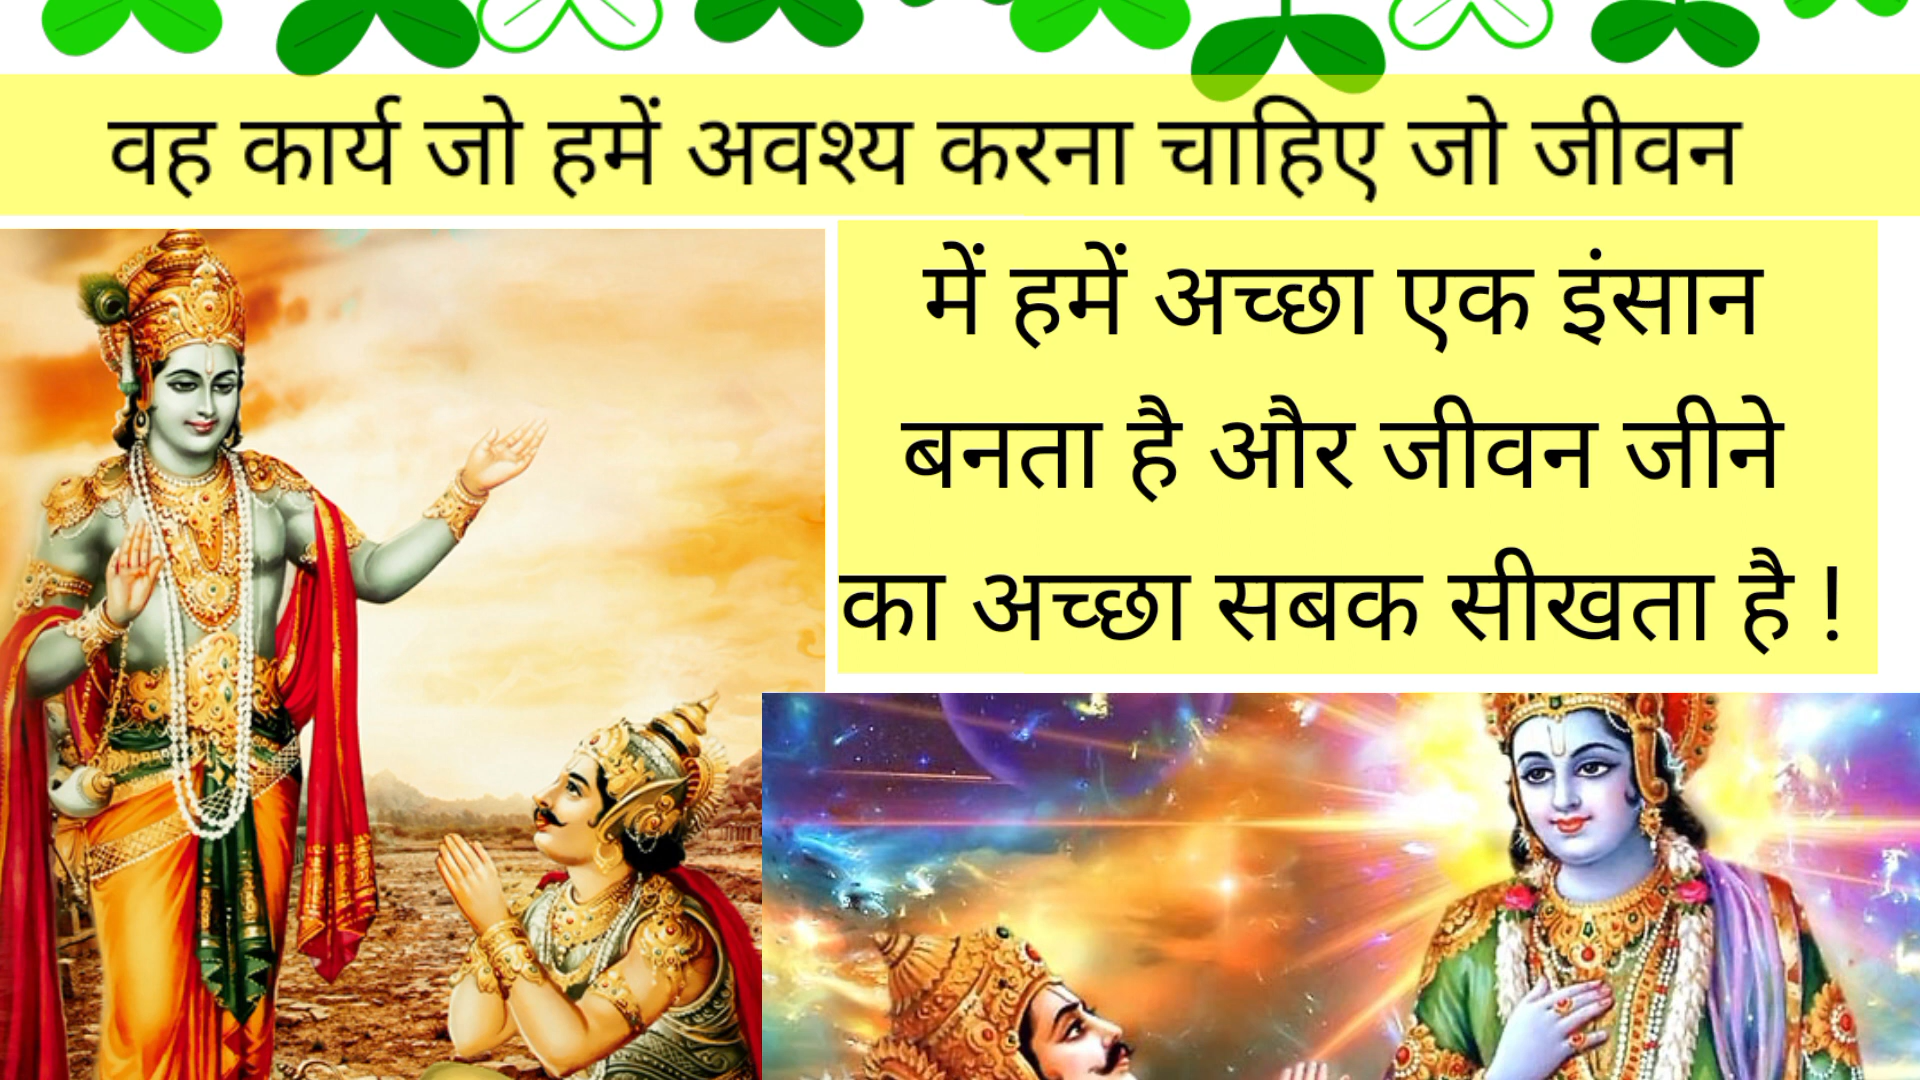 वह कार्य जो हमें अवश्य करना चाहिए जो जीवन
में हमें अच्छा एक इंसान
बनता है और जीवन जीने
का अच्छा सबक सीखता है !